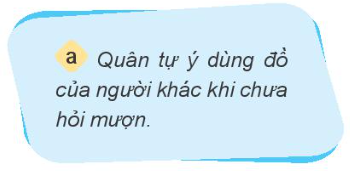 a Quân tự ý dùng đồ
của người khác khi chưa
hỏi mượn.